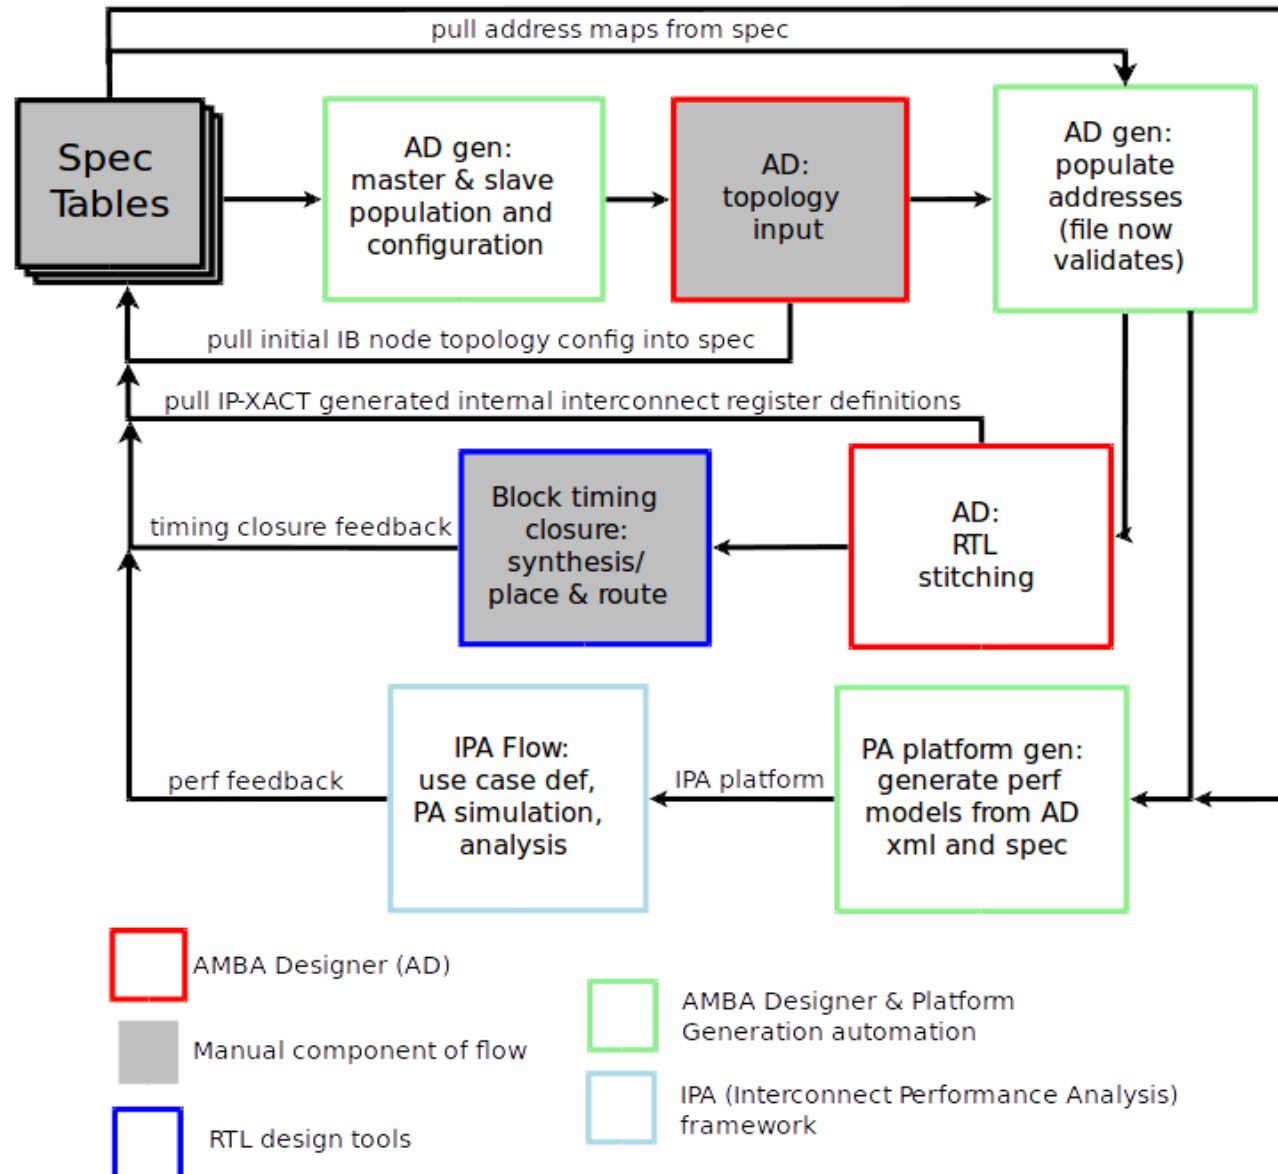 pull address maps from spec
Spec
Tables
AD gen:
master & slave
population and
configuration
AD:
topology
input
AD gen:
populate
addresses
(file now
validates)
pull initial IB node topology config into spec
pull IP-XACT generated internal interconnect register definitions
timing closure feedback
Block timing
closure:
synthesis/
place & route
AD:
RTL
stitching
perf feedback
IPA Flow:
use case def,
PA simulation,
analysis
IPA platform
PA platform gen:
generate perf
models from AD
xml and spec
AMBA Designer (AD)
Manual component of flow
RTL design tools
AMBA Designer & Platform
Generation automation
IPA (Interconnect Performance Analysis)
framework